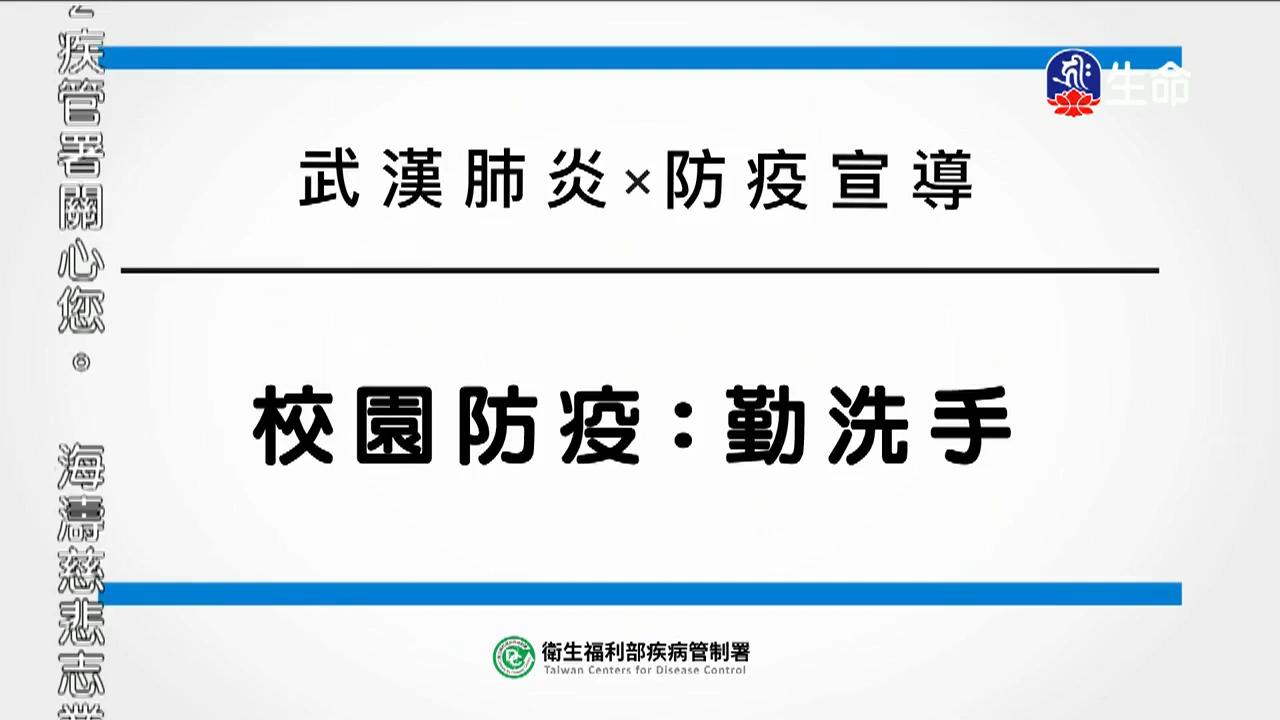 疾管署關心您。 海濤慈悲志業
生命
武漢肺炎×防疫宣導
校園防疫：勤洗手
衛生福利部疾病管制署
Taiwan Centers for Disease Control